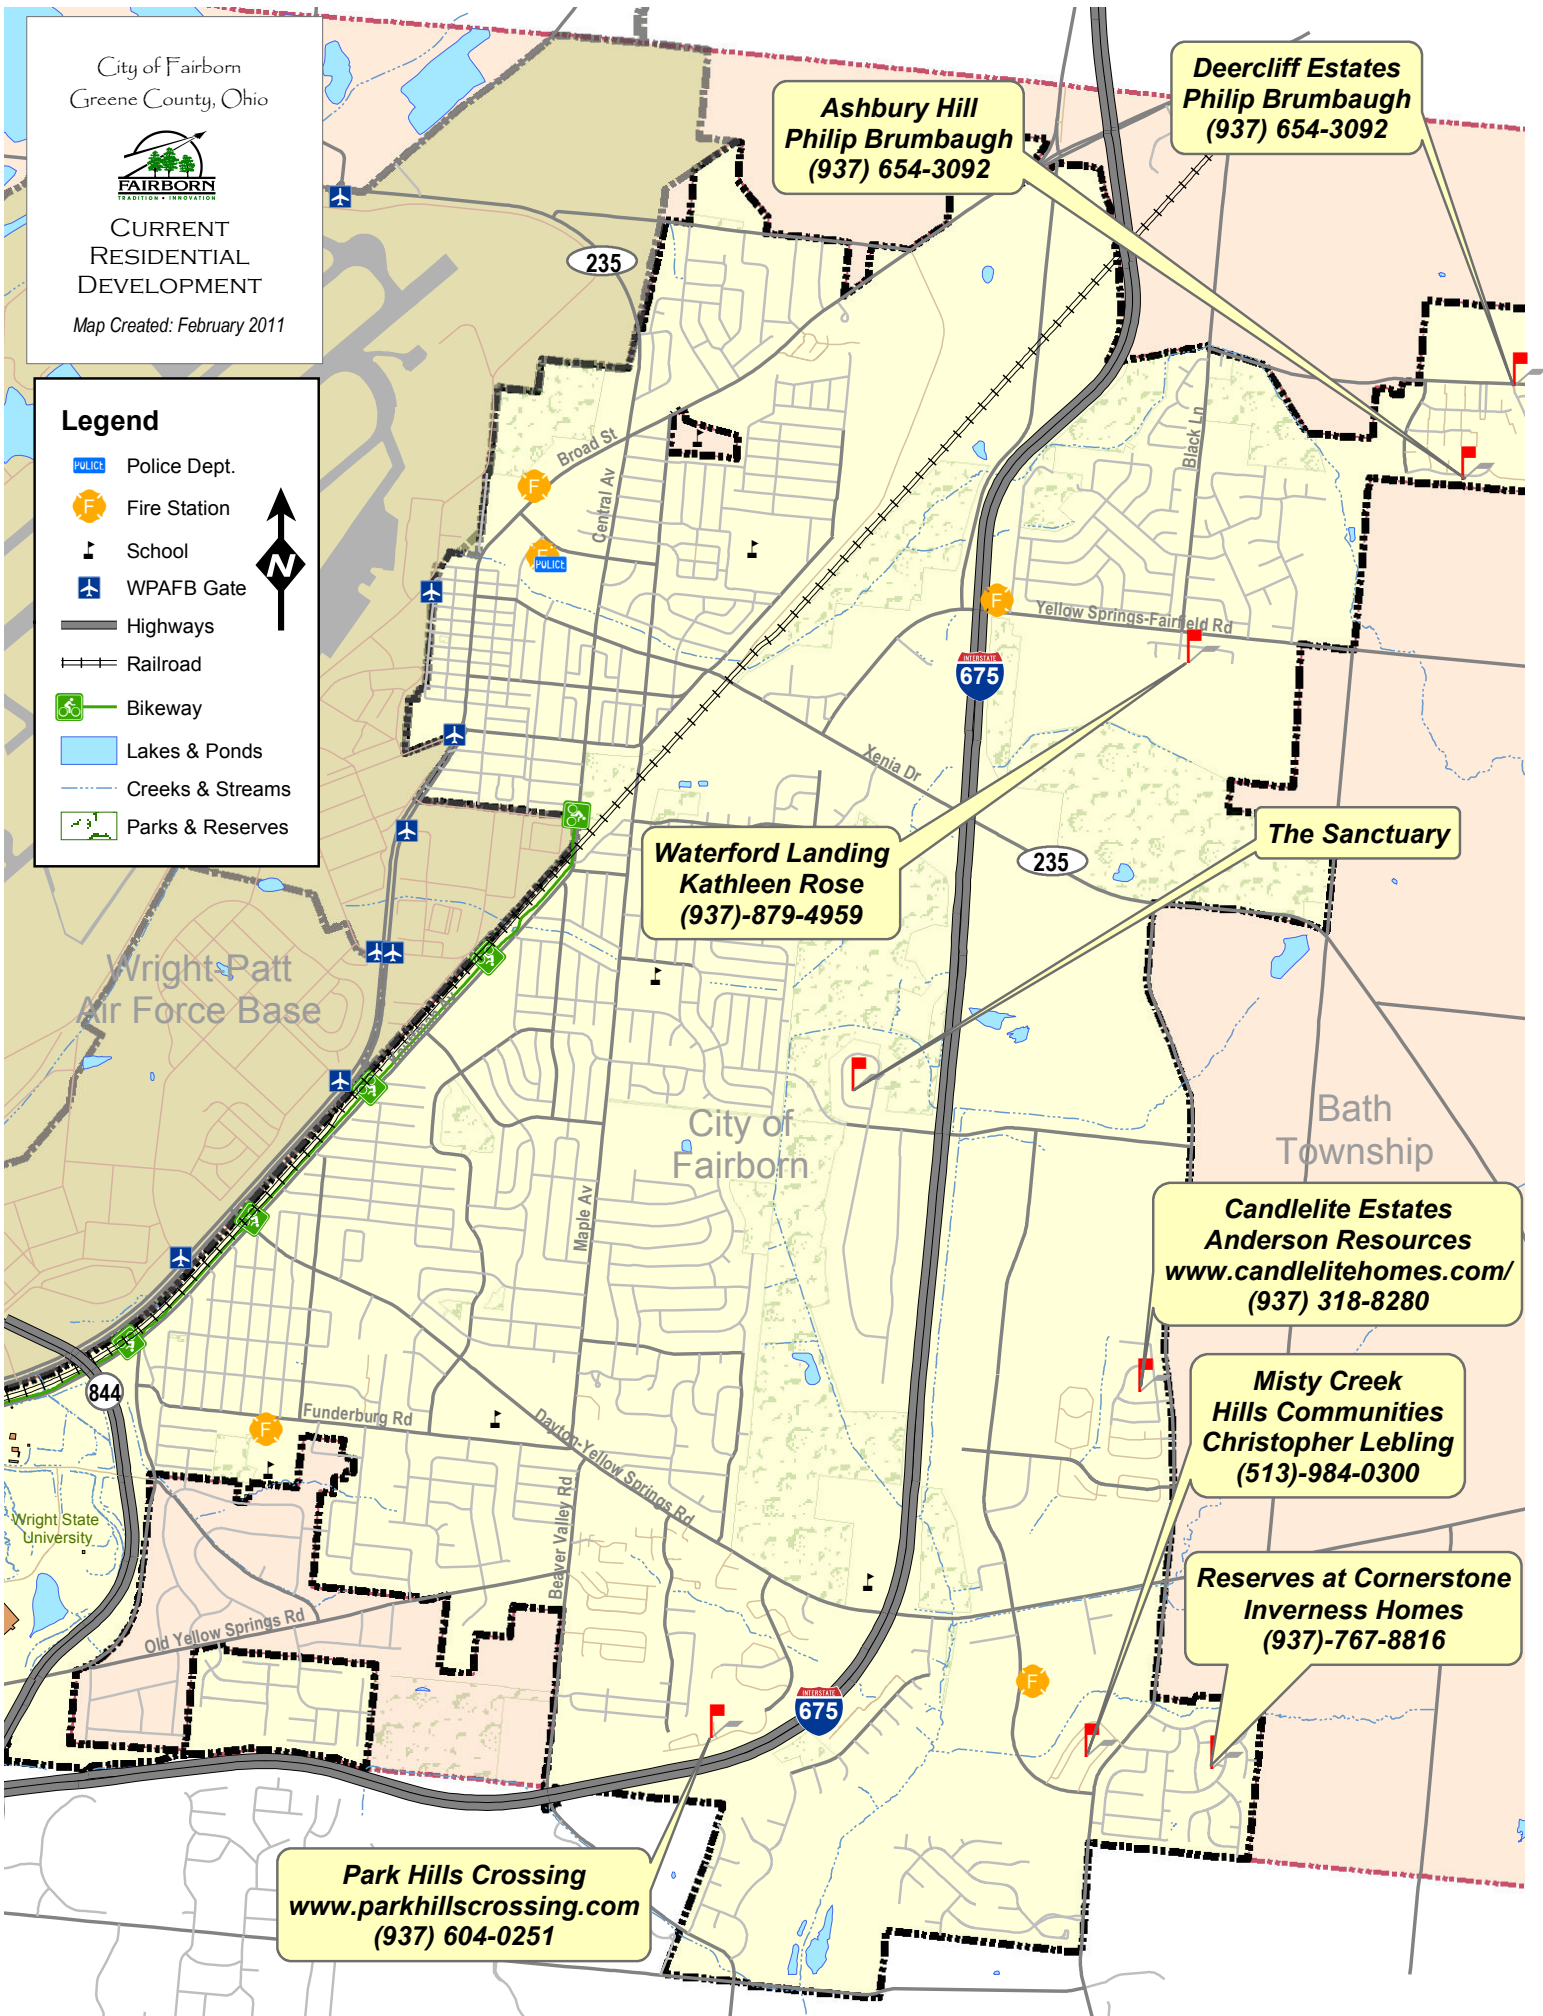 City of Fairborn
Greene County, Ohio
FAIRBORN
TRADITION • INNOVATION
CURRENT
RESIDENTIAL
DEVELOPMENT
Map Created: February 2011
Legend
POLICE Police Dept.
F Fire Station
School
WPAFB Gate
Highways
Railroad
Bikeway
Lakes & Ponds
Creeks & Streams
Parks & Reserves
N
Deercliff Estates
Philip Brumbaugh
(937) 654-3092
Ashbury Hill
Philip Brumbaugh
(937) 654-3092
235
Broad St
Central Av
Black Ln
F
F
POLICE
F
Yellow Springs-Fairfield Rd
INTERSTATE
675
Xenia Dr
Waterford Landing
Kathleen Rose
(937)-879-4959
The Sanctuary
235
Wright-Patt
Air Force Base
City of
Fairborn
Bath
Township
Maple Av
Candlelite Estates
Anderson Resources
www.candlelitehomes.com/
(937) 318-8280
Misty Creek
Hills Communities
Christopher Lebling
(513)-984-0300
844
Funderburg Rd
F
Dayton-Yellow Springs Rd
Beaver Valley Rd
Wright State
University
Old Yellow Springs Rd
Reserves at Cornerstone
Inverness Homes
(937)-767-8816
F
INTERSTATE
675
Park Hills Crossing
www.parkhillscrossing.com
(937) 604-0251